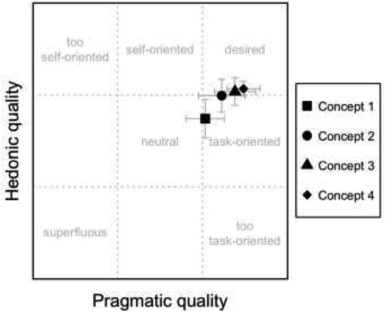 too
self-oriented
self-oriented
desired
neutral
task-oriented
superfluous
too
task-oriented
Hedonic quality
Pragmatic quality
Concept 1
Concept 2
Concept 3
Concept 4